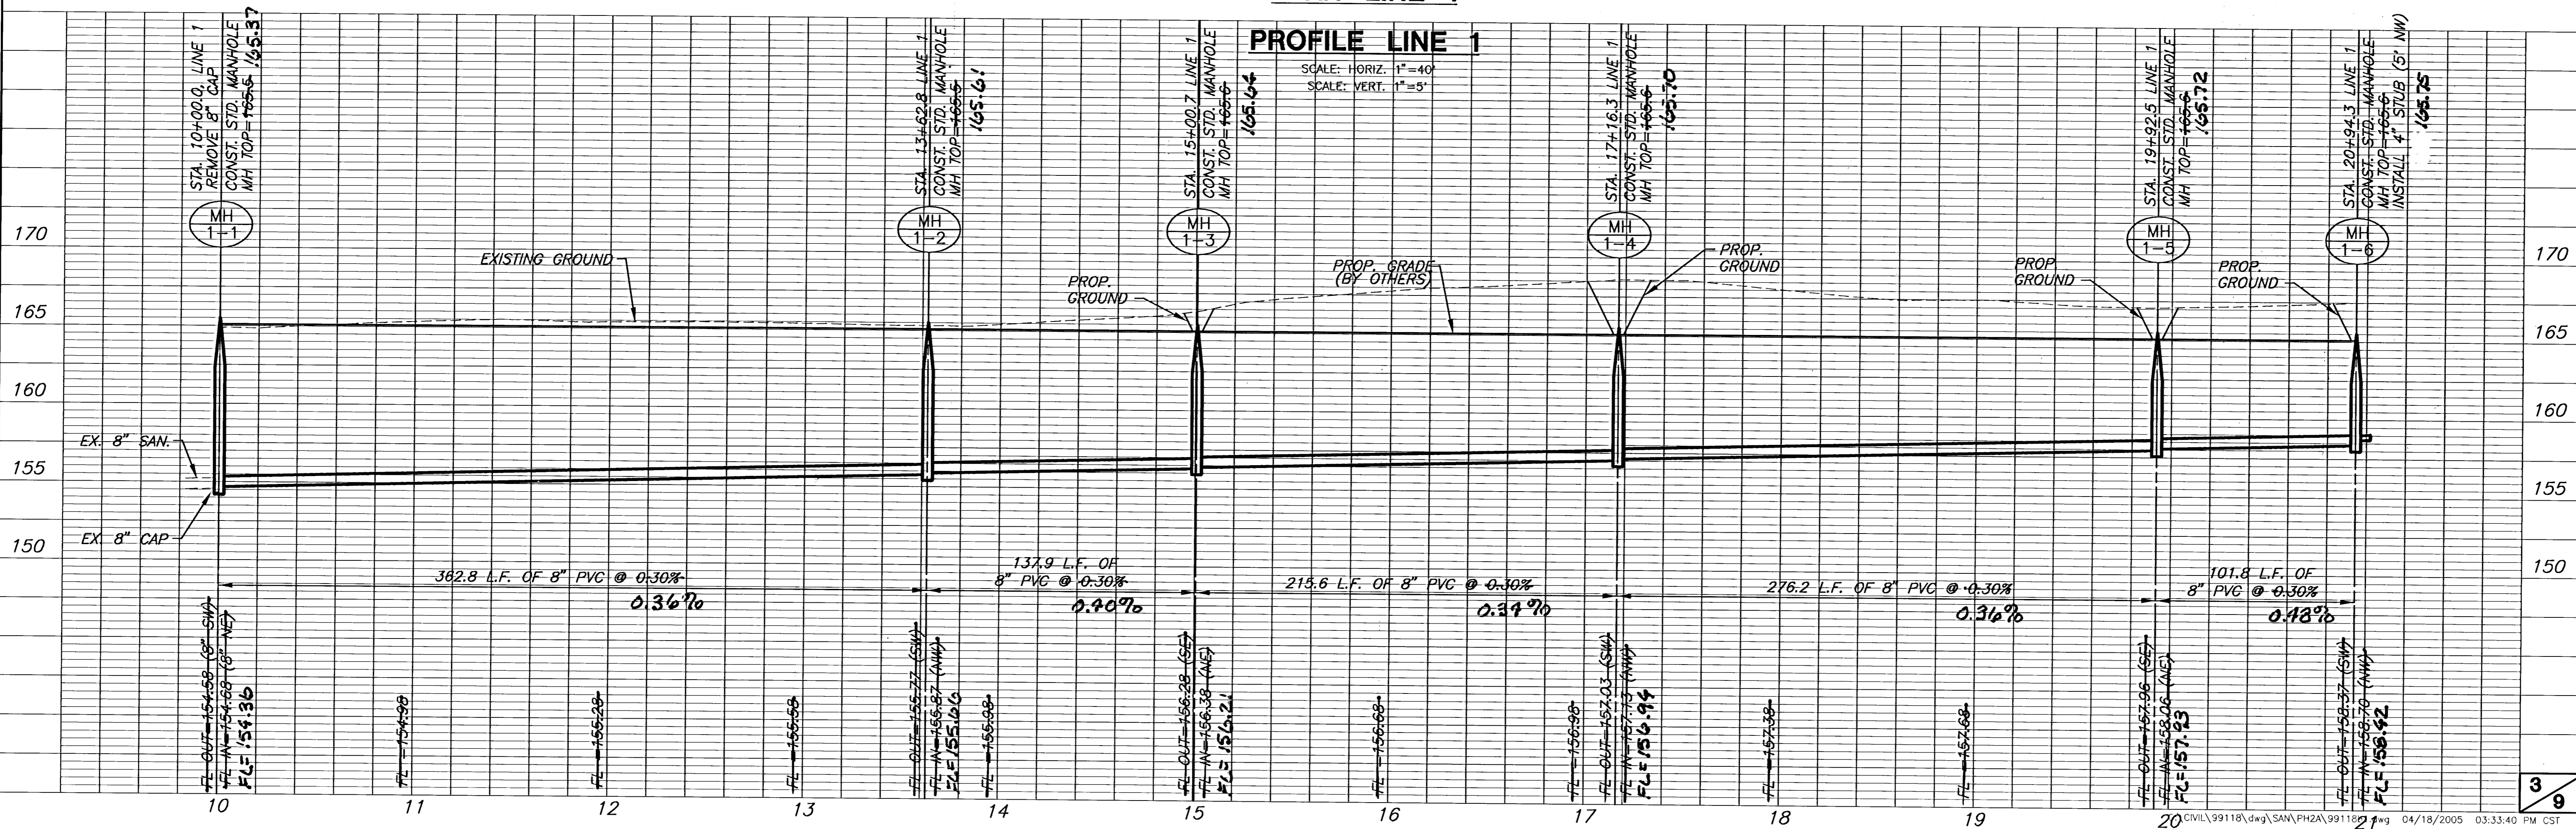 PROFILE LINE 1
SCALE: HORIZ. 1"=40'
SCALE: VERT. 1"=5'
STA. 10+00.0, LINE 1
REMOVE 8" CAP
CONST. STD. MANHOLE
MH TOP=165.5 165.37
MH
1-1
STA. 13+62.8 LINE 1
CONST. STD. MANHOLE
MH TOP=165.5
165.61
MH
1-2
STA. 15+00.7 LINE 1
CONST. STD. MANHOLE
MH TOP=165.6
165.64
MH
1-3
STA. 17+16.3 LINE 1
CONST. STD. MANHOLE
MH TOP=165.6
165.70
MH
1-4
STA. 19+92.5 LINE 1
CONST. STD. MANHOLE
MH TOP=165.6
165.72
MH
1-5
STA. 20+94.3 LINE 1
CONST. STD. MANHOLE
MH TOP=165.6
INSTALL 4" STUB (5' NW)
165.75
MH
1-6
170
165
160
155
150
170
165
160
155
150
EXISTING GROUND
PROP.
GROUND
PROP. GRADE
(BY OTHERS)
PROP.
GROUND
PROP.
GROUND
PROP.
GROUND
EX. 8" SAN.
EX. 8" CAP
362.8 L.F. OF 8" PVC @ 0.30%
0.36%
137.9 L.F. OF
8" PVC @ 0.30%
0.40%
215.6 L.F. OF 8" PVC @ 0.30%
0.34%
276.2 L.F. OF 8" PVC @ 0.30%
0.36%
101.8 L.F. OF
8" PVC @ 0.30%
0.48%
FL OUT=154.58 (8" SW)
FL IN=154.68 (8" NE)
FL=154.36
FL =154.98
FL =155.28
FL =155.58
FL OUT=155.77 (SW)
FL IN=155.87 (NW)
FL=155.66
FL =155.98
FL OUT=156.28 (SE)
FL IN=156.38 (NE)
FL=156.21
FL =156.68
FL =156.98
FL OUT=157.03 (SW)
FL IN=157.13 (NW)
FL=156.94
FL =157.38
FL =157.68
FL OUT=157.96 (SE)
FL IN=158.06 (NE)
FL=157.93
FL OUT=158.37 (SW)
FL IN=158.70 (NW)
FL=158.42
10
11
12
13
14
15
16
17
18
19
20
21
3
9
04/18/2005 03:33:40 PM CST